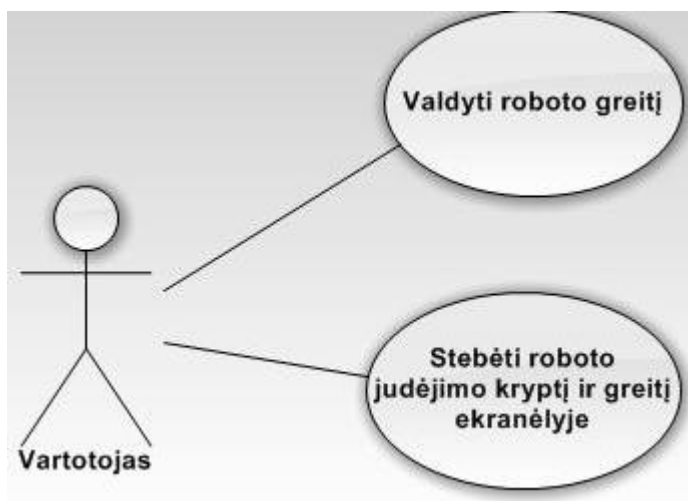 Valdyti roboto greitį
Stebėti roboto
judėjimo kryptį ir greitį
ekranėlyje
Vartotojas